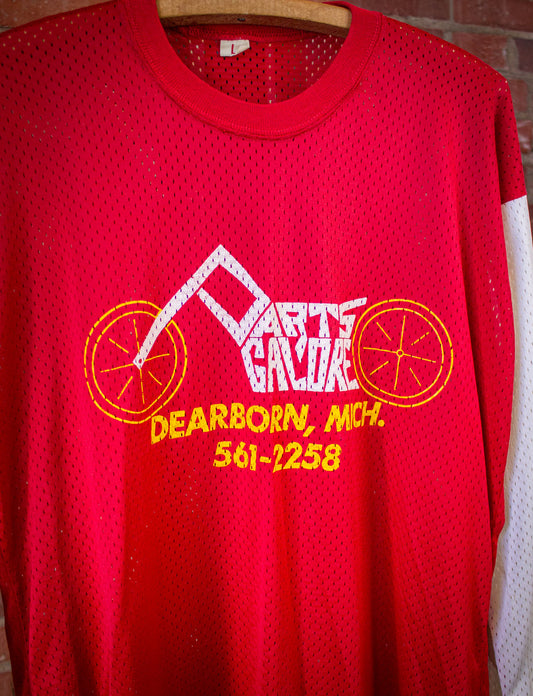 L
PARTS
GALORE
DEARBORN, MICH.
561-2258